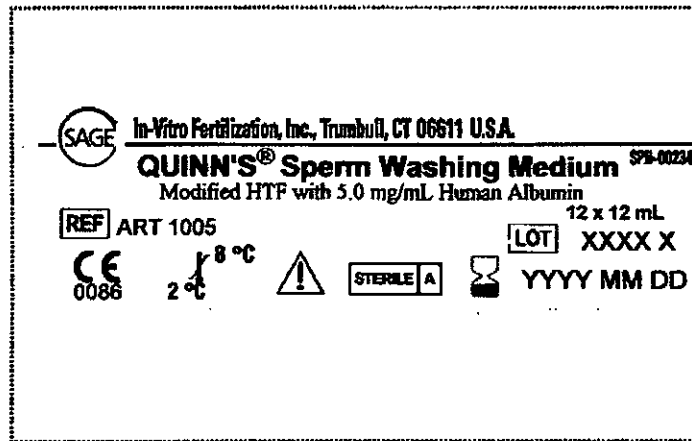 SAGE In-Vitro Fertilization, Inc., Trumbull, CT 06611 U.S.A.
QUINN'S® Sperm Washing Medium
Modified HTF with 5.0 mg/mL Human Albumin
12 x 12 mL
REF ART 1005
LOT XXXX X
CE 0086
8 °C
2 °C
STERILE A
YYYY MM DD